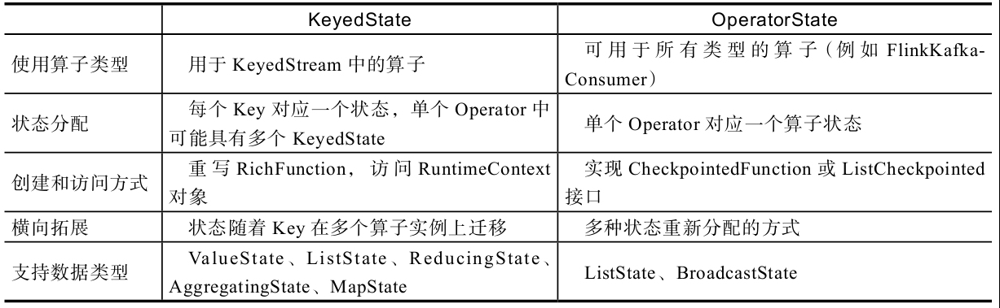 KeyedState OperatorState
使用算子类型 用于 KeyedStream 中的算子 可用于所有类型的算子（例如 FlinkKafka-
Consumer）
状态分配 每个 Key 对应一个状态，单个 Operator 中
可能具有多个 KeyedState 单个 Operator 对应一个算子状态
创建和访问方式 重写 RichFunction，访问 RuntimeContext
对象 实现 CheckpointedFunction 或 ListCheckpointed
接口
横向拓展 状态随着 Key 在多个算子实例上迁移 多种状态重新分配的方式
支持数据类型 ValueState、ListState、ReducingState、
AggregatingState、MapState ListState、BroadcastState